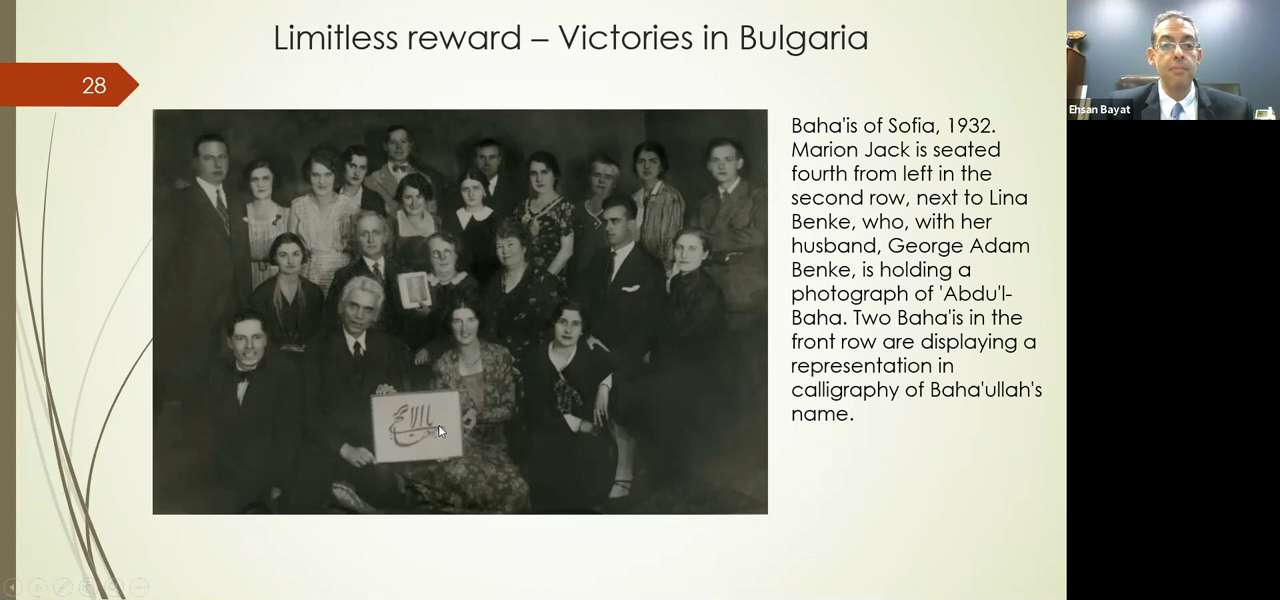 Limitless reward – Victories in Bulgaria
28
Baha'is of Sofia, 1932.
Marion Jack is seated
fourth from left in the
second row, next to Lina
Benke, who, with her
husband, George Adam
Benke, is holding a
photograph of 'Abdu'l-
Baha. Two Baha'is in the
front row are displaying a
representation in
calligraphy of Baha'ullah's
name.
Ehsan Bayat